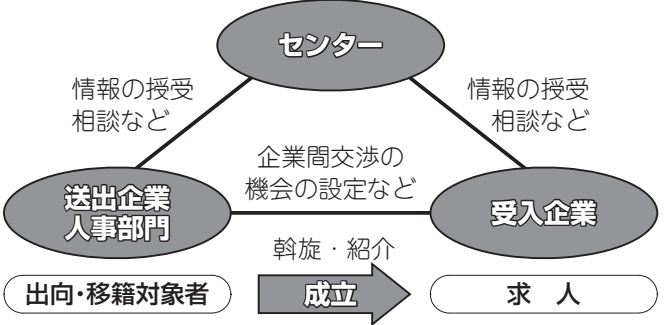 センター
情報の授受
相談など
情報の授受
相談など
企業間交渉の
機会の設定など
送出企業
人事部門
受入企業
斡旋・紹介
出向・移籍対象者
成立
求　人